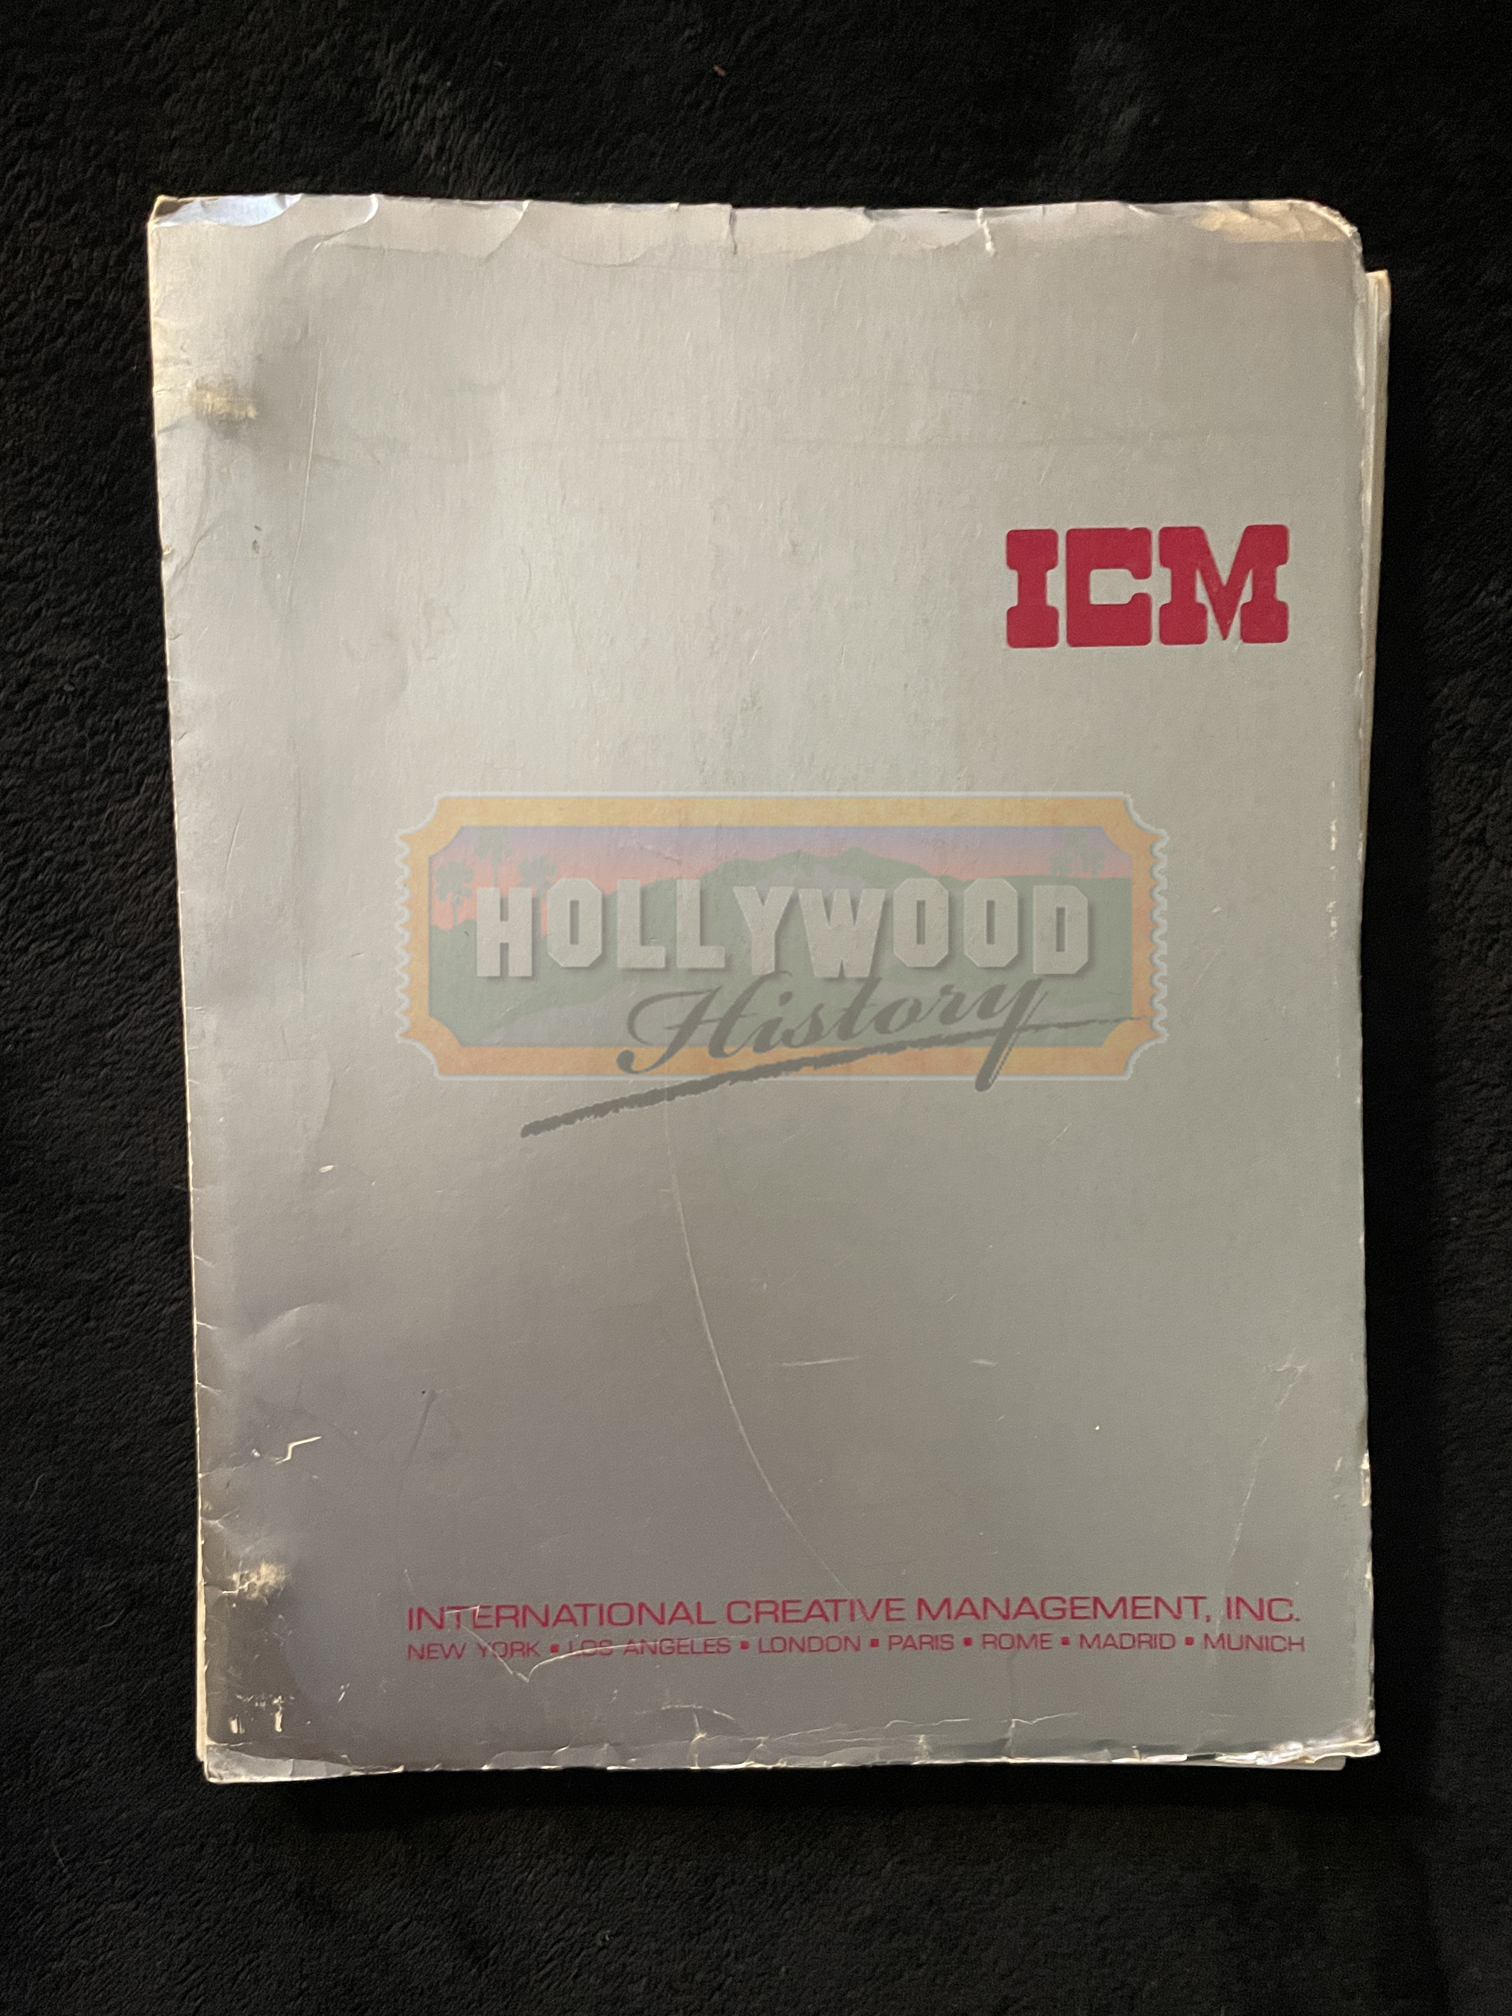 ICM
HOLLYWOOD
History
INTERNATIONAL CREATIVE MANAGEMENT, INC.
NEW YORK ▪ LOS ANGELES ▪ LONDON ▪ PARIS ▪ ROME ▪ MADRID ▪ MUNICH